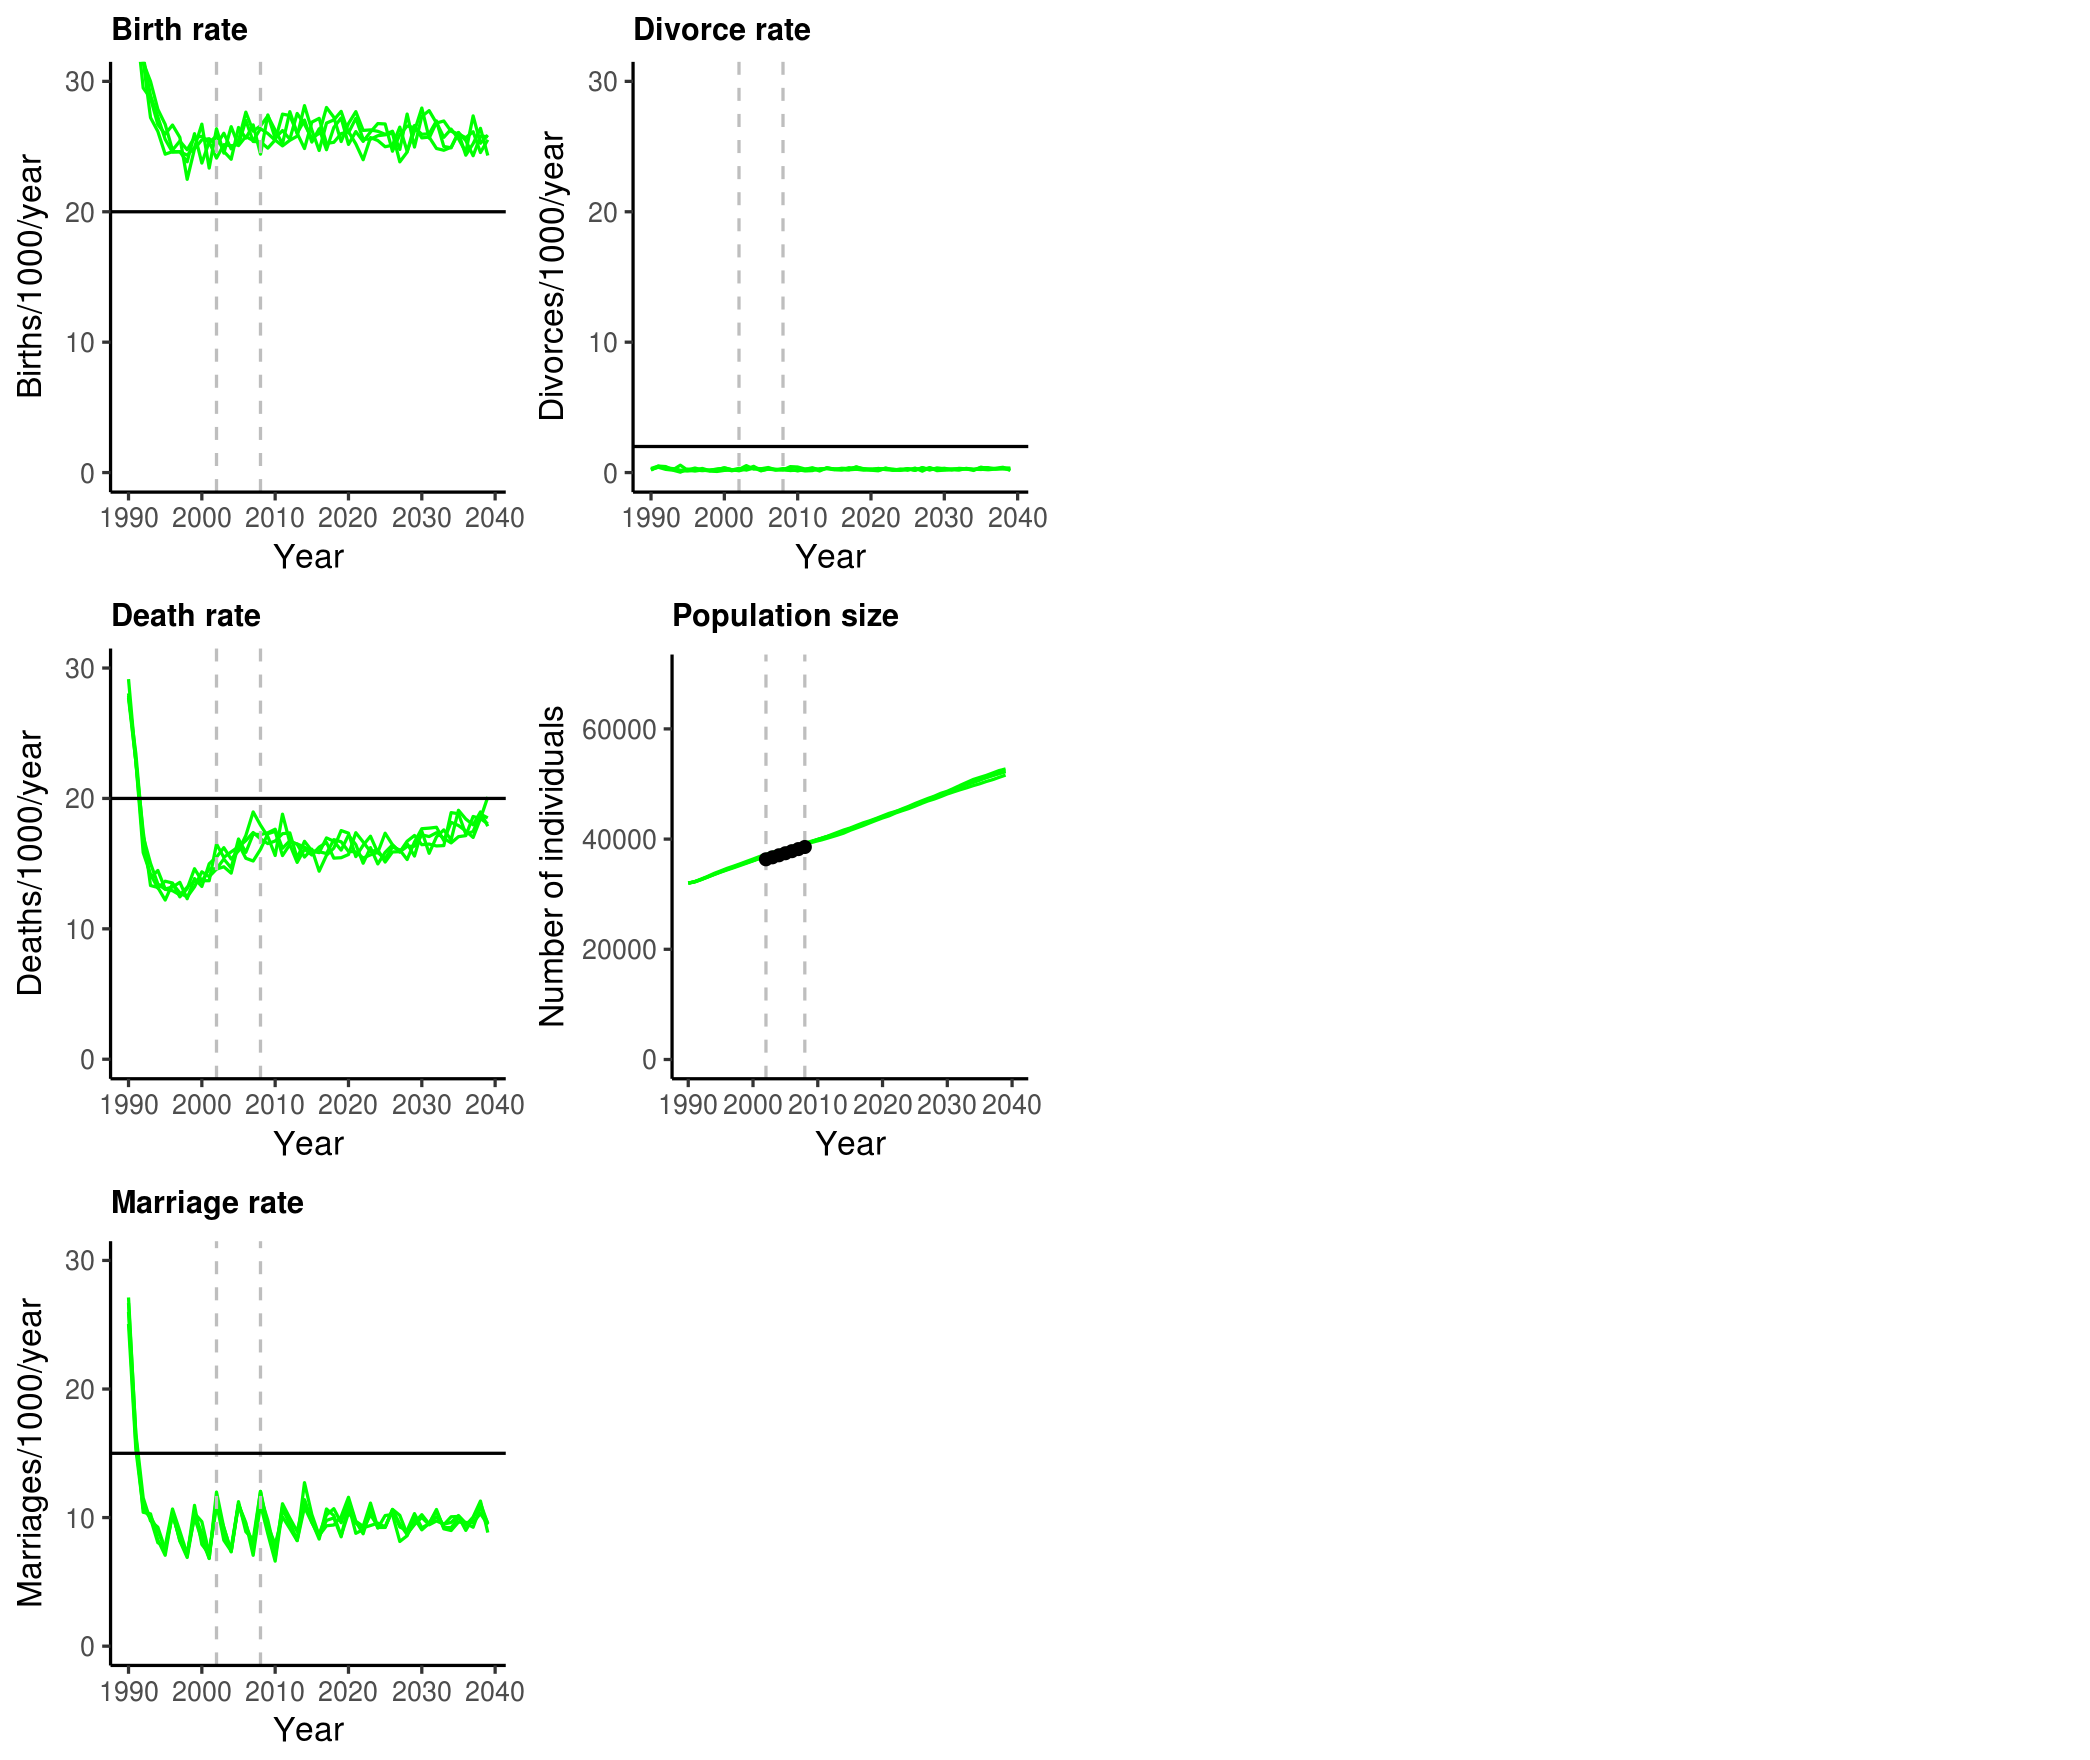 Birth rate
Births/1000/year
30
20
10
0
1990 2000 2010 2020 2030 2040
Year
Divorce rate
Divorces/1000/year
30
20
10
0
1990 2000 2010 2020 2030 2040
Year
Death rate
Deaths/1000/year
30
20
10
0
1990 2000 2010 2020 2030 2040
Year
Population size
Number of individuals
60000
40000
20000
0
1990 2000 2010 2020 2030 2040
Year
Marriage rate
Marriages/1000/year
30
20
10
0
1990 2000 2010 2020 2030 2040
Year